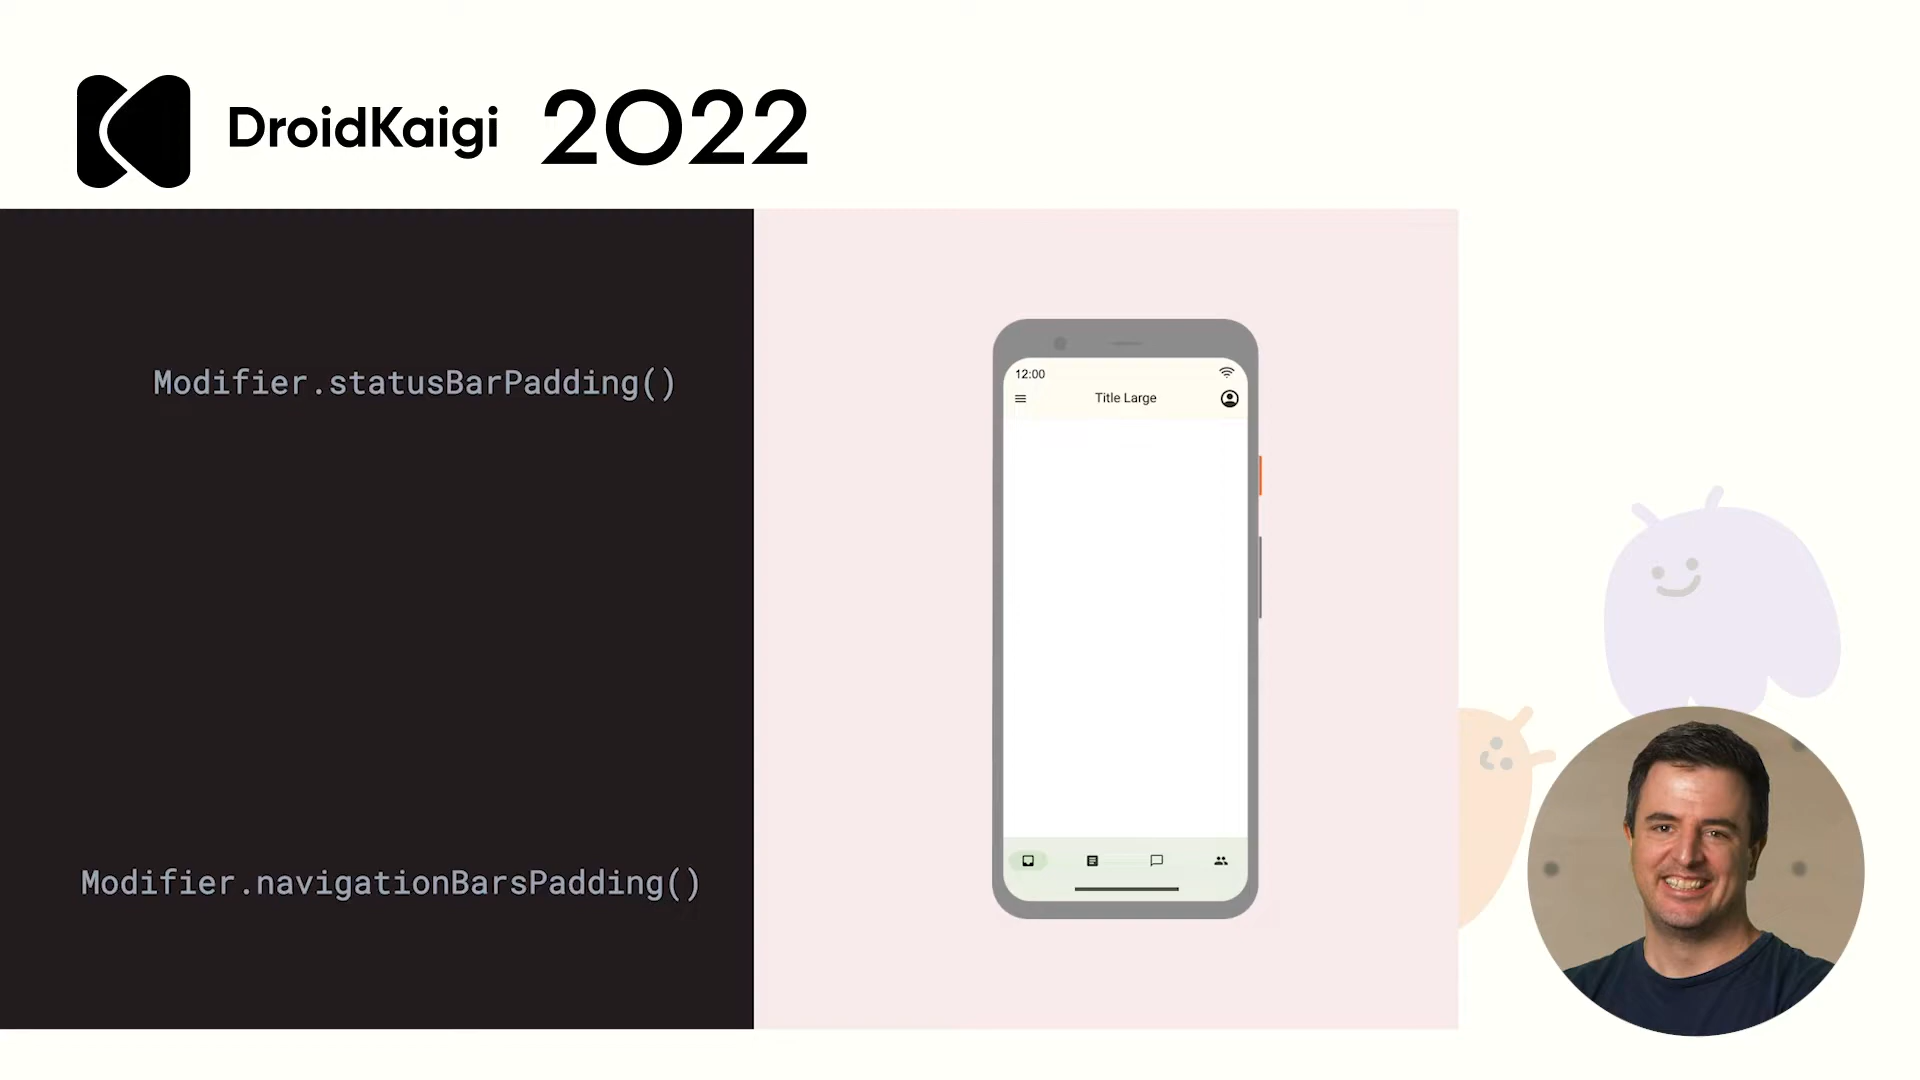 DroidKaigi 2022
Modifier.statusBarPadding()
12:00
Title Large
Modifier.navigationBarsPadding()